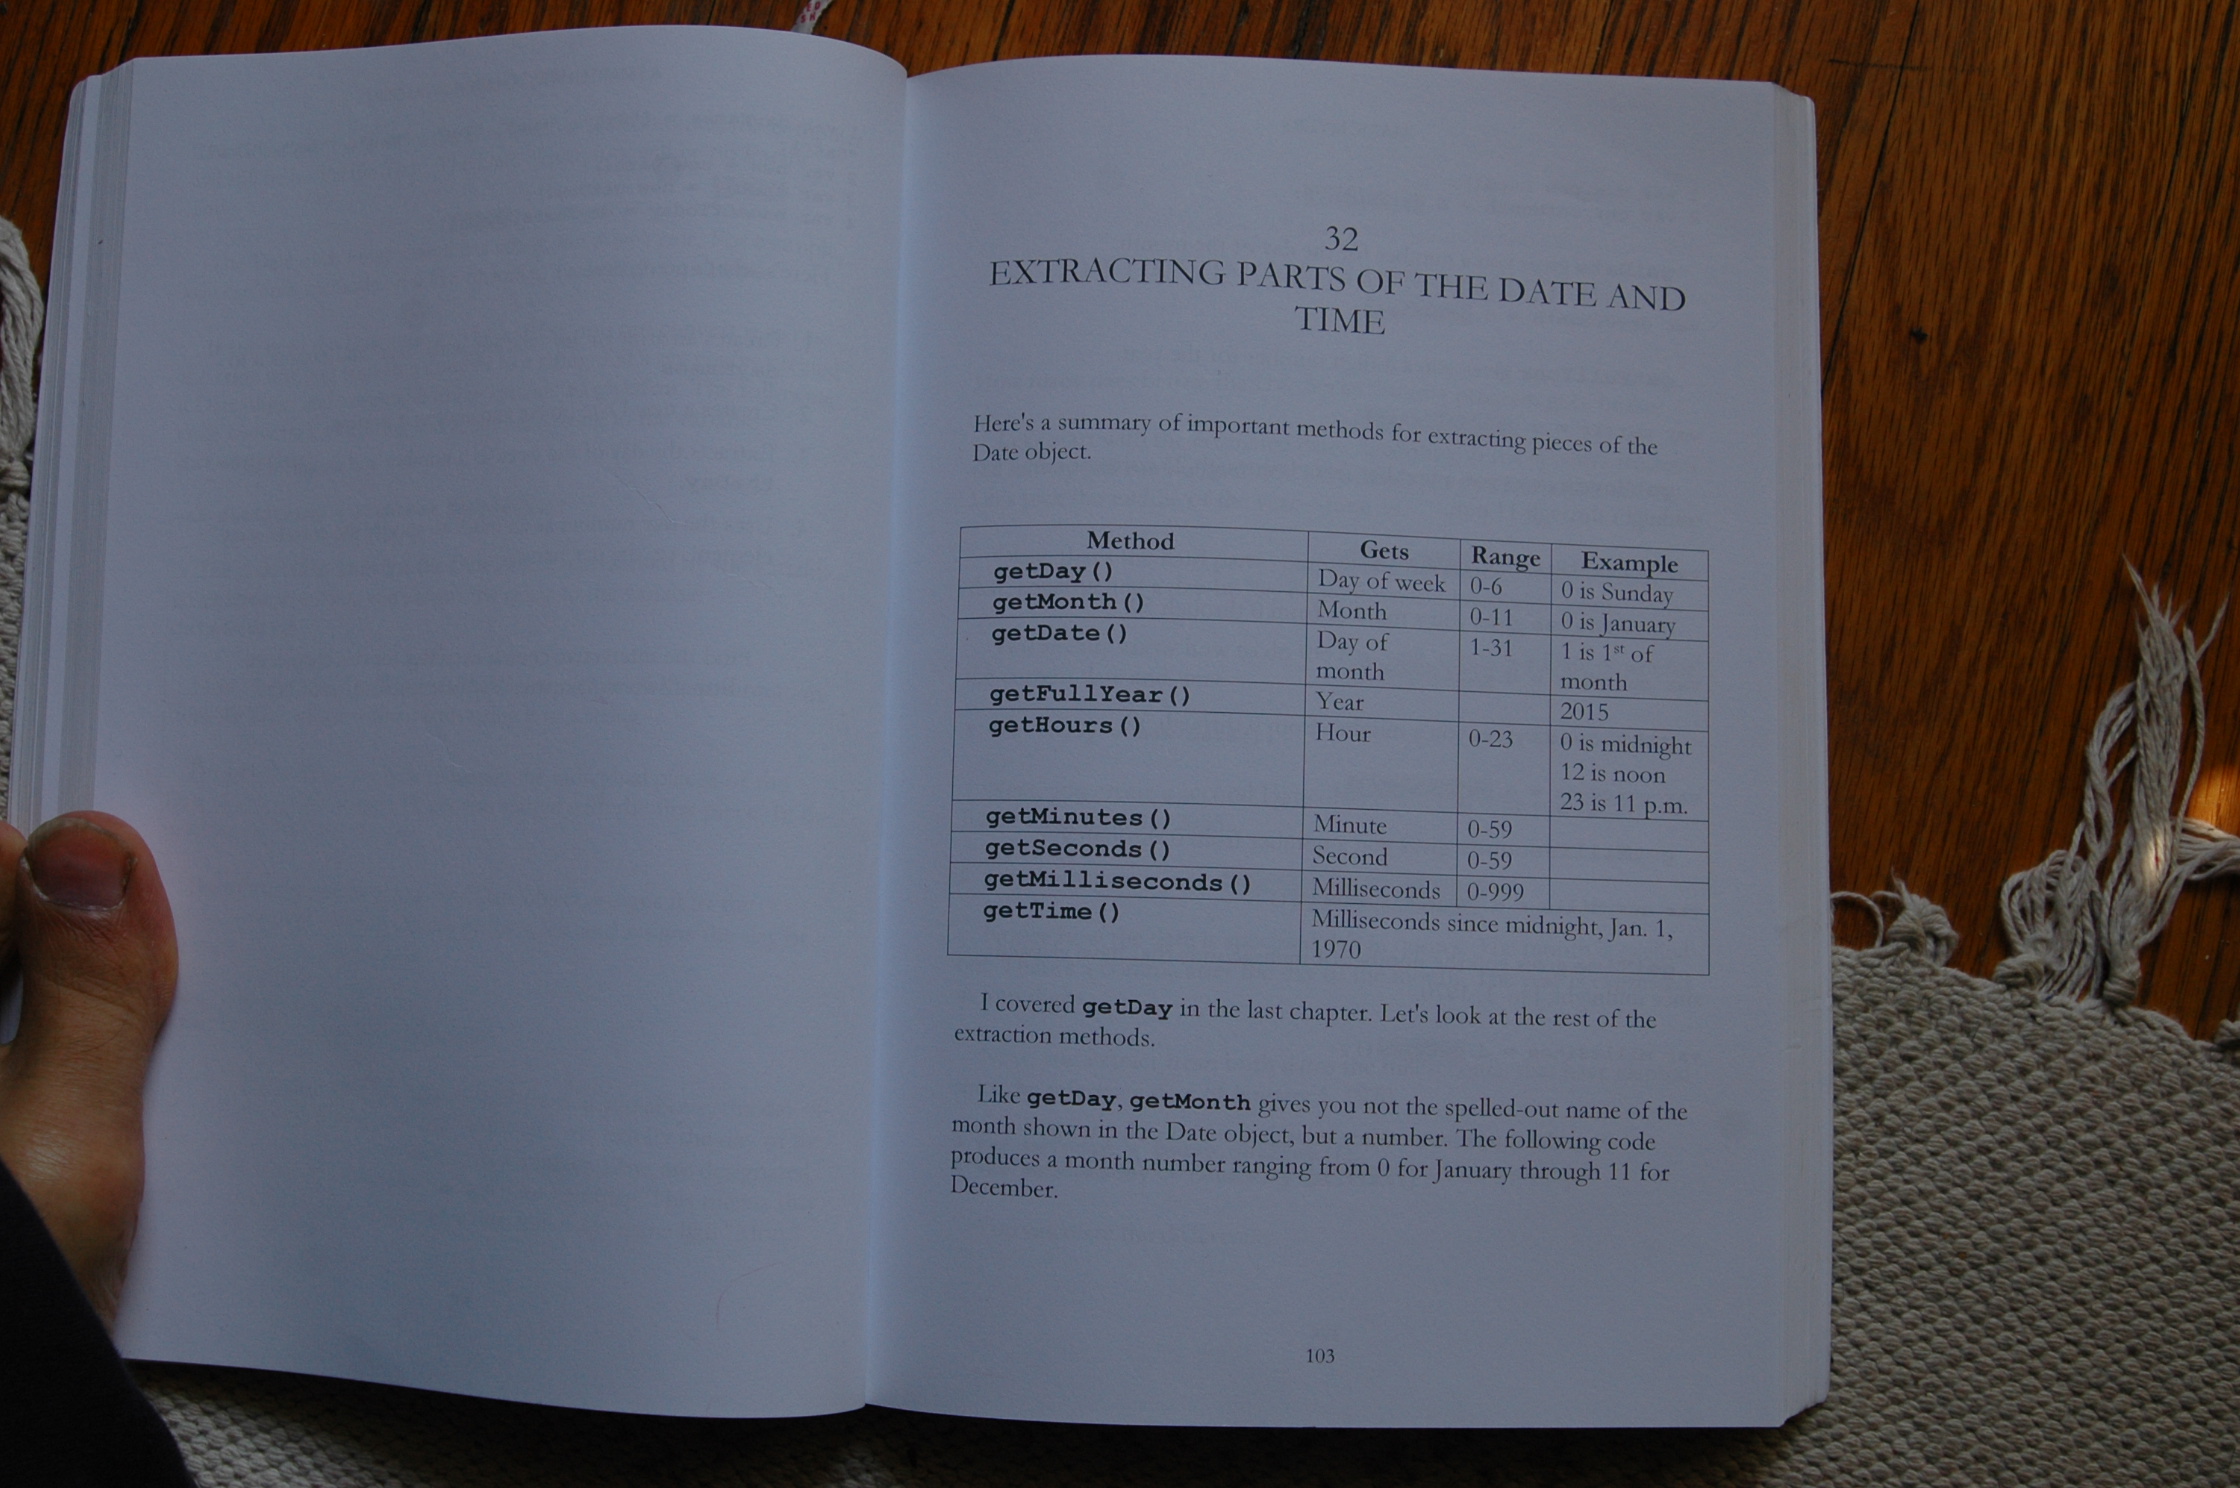 32
EXTRACTING PARTS OF THE DATE AND
TIME
Here's a summary of important methods for extracting pieces of the
Date object.
Method Gets Range Example
getDay() Day of week 0-6 0 is Sunday
getMonth() Month 0-11 0 is January
getDate() Day of 1-31 1 is 1st of
month month
getFullYear() Year 2015
getHours() Hour 0-23 0 is midnight
12 is noon
23 is 11 p.m.
getMinutes() Minute 0-59
getSeconds() Second 0-59
getMilliseconds() Milliseconds 0-999
getTime() Milliseconds since midnight, Jan. 1,
1970
I covered getDay in the last chapter. Let's look at the rest of the
extraction methods.
Like getDay, getMonth gives you not the spelled-out name of the
month shown in the Date object, but a number. The following code
produces a month number ranging from 0 for January through 11 for
December.
103